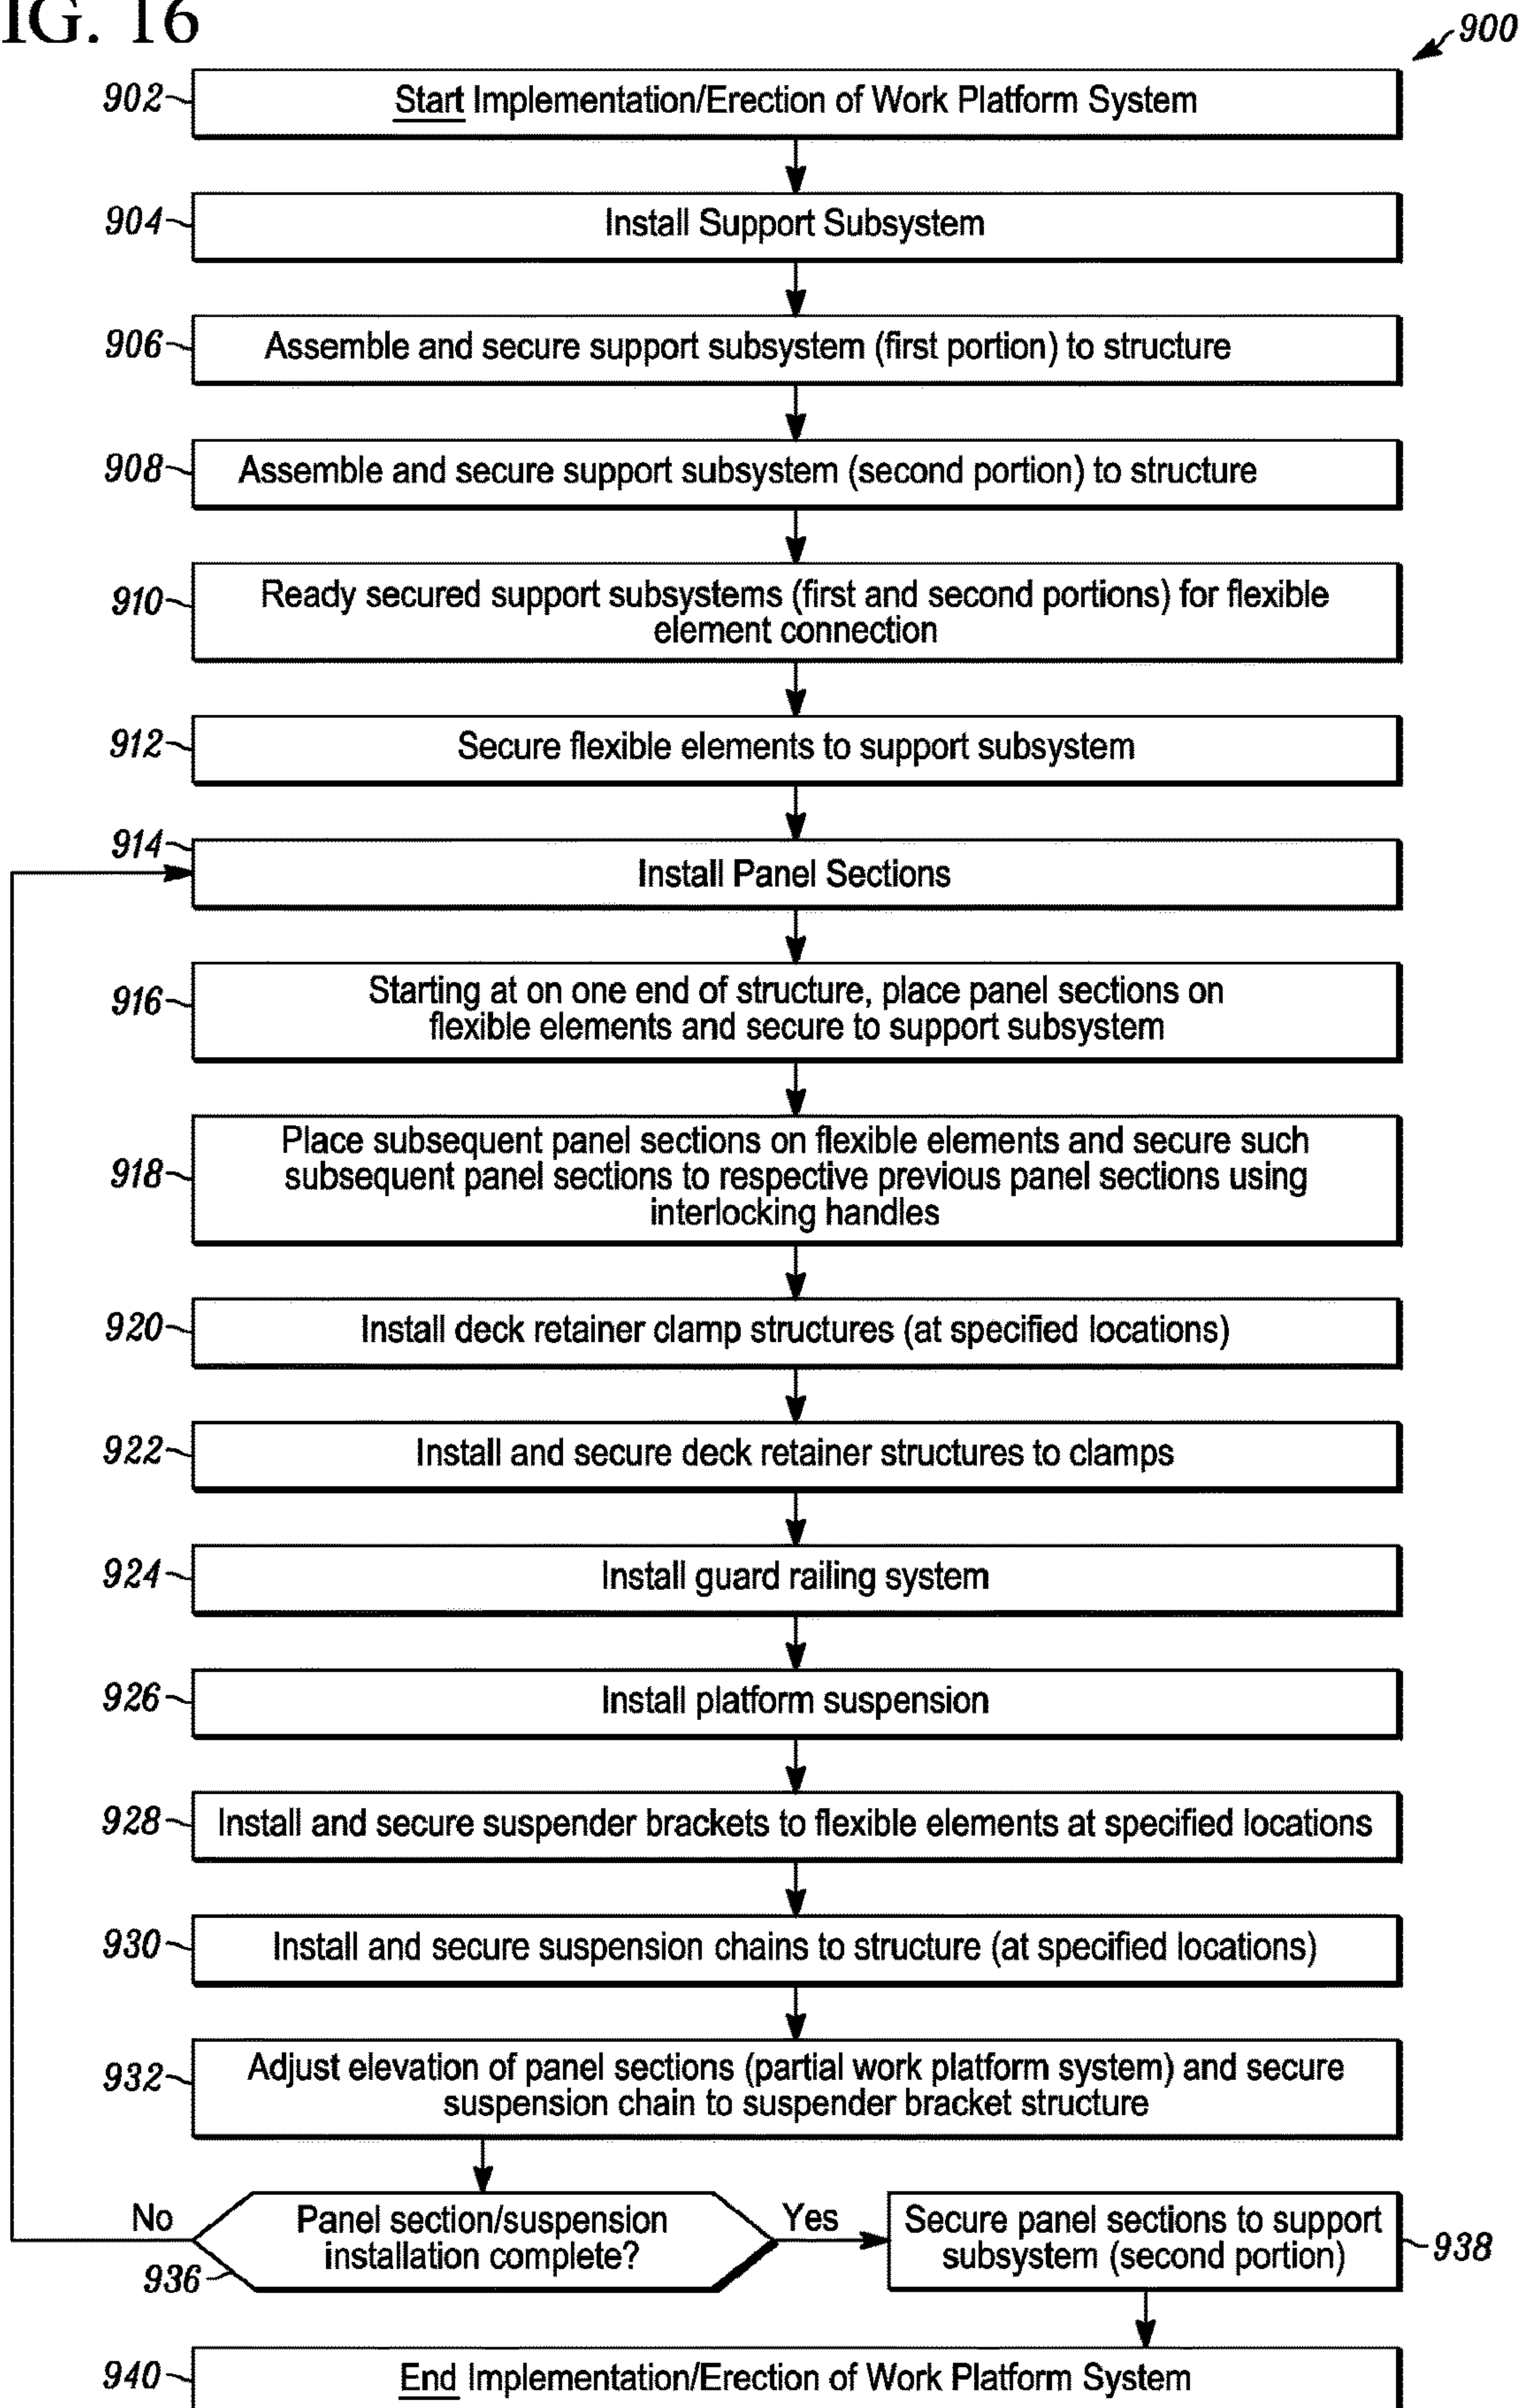 IG. 16
900
902
Start Implementation/Erection of Work Platform System
904
Install Support Subsystem
906
Assemble and secure support subsystem (first portion) to structure
908
Assemble and secure support subsystem (second portion) to structure
910
Ready secured support subsystems (first and second portions) for flexible
element connection
912
Secure flexible elements to support subsystem
914
Install Panel Sections
916
Starting at on one end of structure, place panel sections on
flexible elements and secure to support subsystem
918
Place subsequent panel sections on flexible elements and secure such
subsequent panel sections to respective previous panel sections using
interlocking handles
920
Install deck retainer clamp structures (at specified locations)
922
Install and secure deck retainer structures to clamps
924
Install guard railing system
926
Install platform suspension
928
Install and secure suspender brackets to flexible elements at specified locations
930
Install and secure suspension chains to structure (at specified locations)
932
Adjust elevation of panel sections (partial work platform system) and secure
suspension chain to suspender bracket structure
No
Panel section/suspension
installation complete?
936
Yes
Secure panel sections to support
subsystem (second portion)
938
940
End Implementation/Erection of Work Platform System